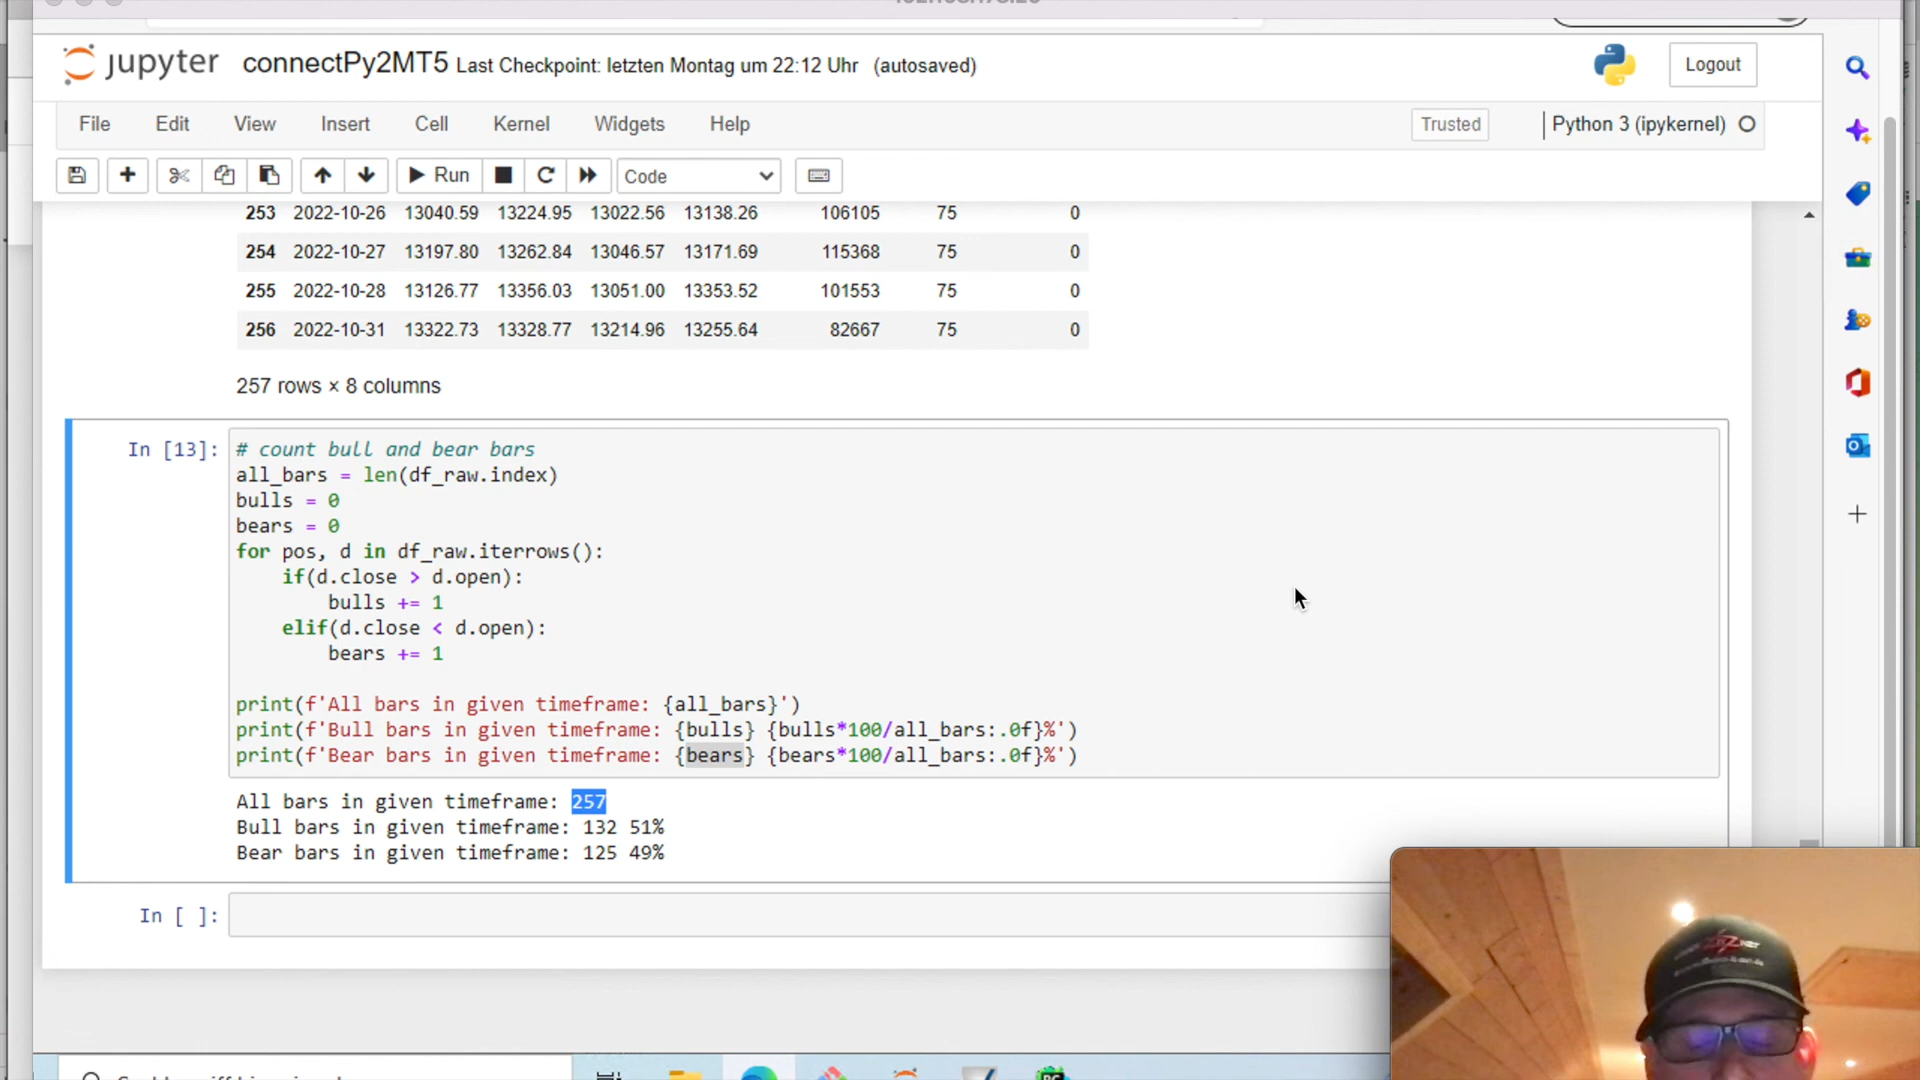 jupyter connectPy2MT5 Last Checkpoint: letzten Montag um 22:12 Uhr (autosaved) Logout
File Edit View Insert Cell Kernel Widgets Help Trusted Python 3 (ipykernel)
Run Code
253 2022-10-26 13040.59 13224.95 13022.56 13138.26 106105 75 0
254 2022-10-27 13197.80 13262.84 13046.57 13171.69 115368 75 0
255 2022-10-28 13126.77 13356.03 13051.00 13353.52 101553 75 0
256 2022-10-31 13322.73 13328.77 13214.96 13255.64 82667 75 0
257 rows × 8 columns
In [13]: # count bull and bear bars
all_bars = len(df_raw.index)
bulls = 0
bears = 0
for pos, d in df_raw.iterrows():
    if(d.close > d.open):
        bulls += 1
    elif(d.close < d.open):
        bears += 1
print(f'All bars in given timeframe: {all_bars}')
print(f'Bull bars in given timeframe: {bulls} {bulls*100/all_bars:.0f}%')
print(f'Bear bars in given timeframe: {bears} {bears*100/all_bars:.0f}%')
All bars in given timeframe: 257
Bull bars in given timeframe: 132 51%
Bear bars in given timeframe: 125 49%
In [ ]: